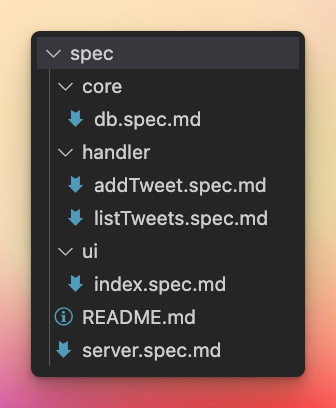 spec
core
db.spec.md
handler
addTweet.spec.md
listTweets.spec.md
ui
index.spec.md
README.md
server.spec.md